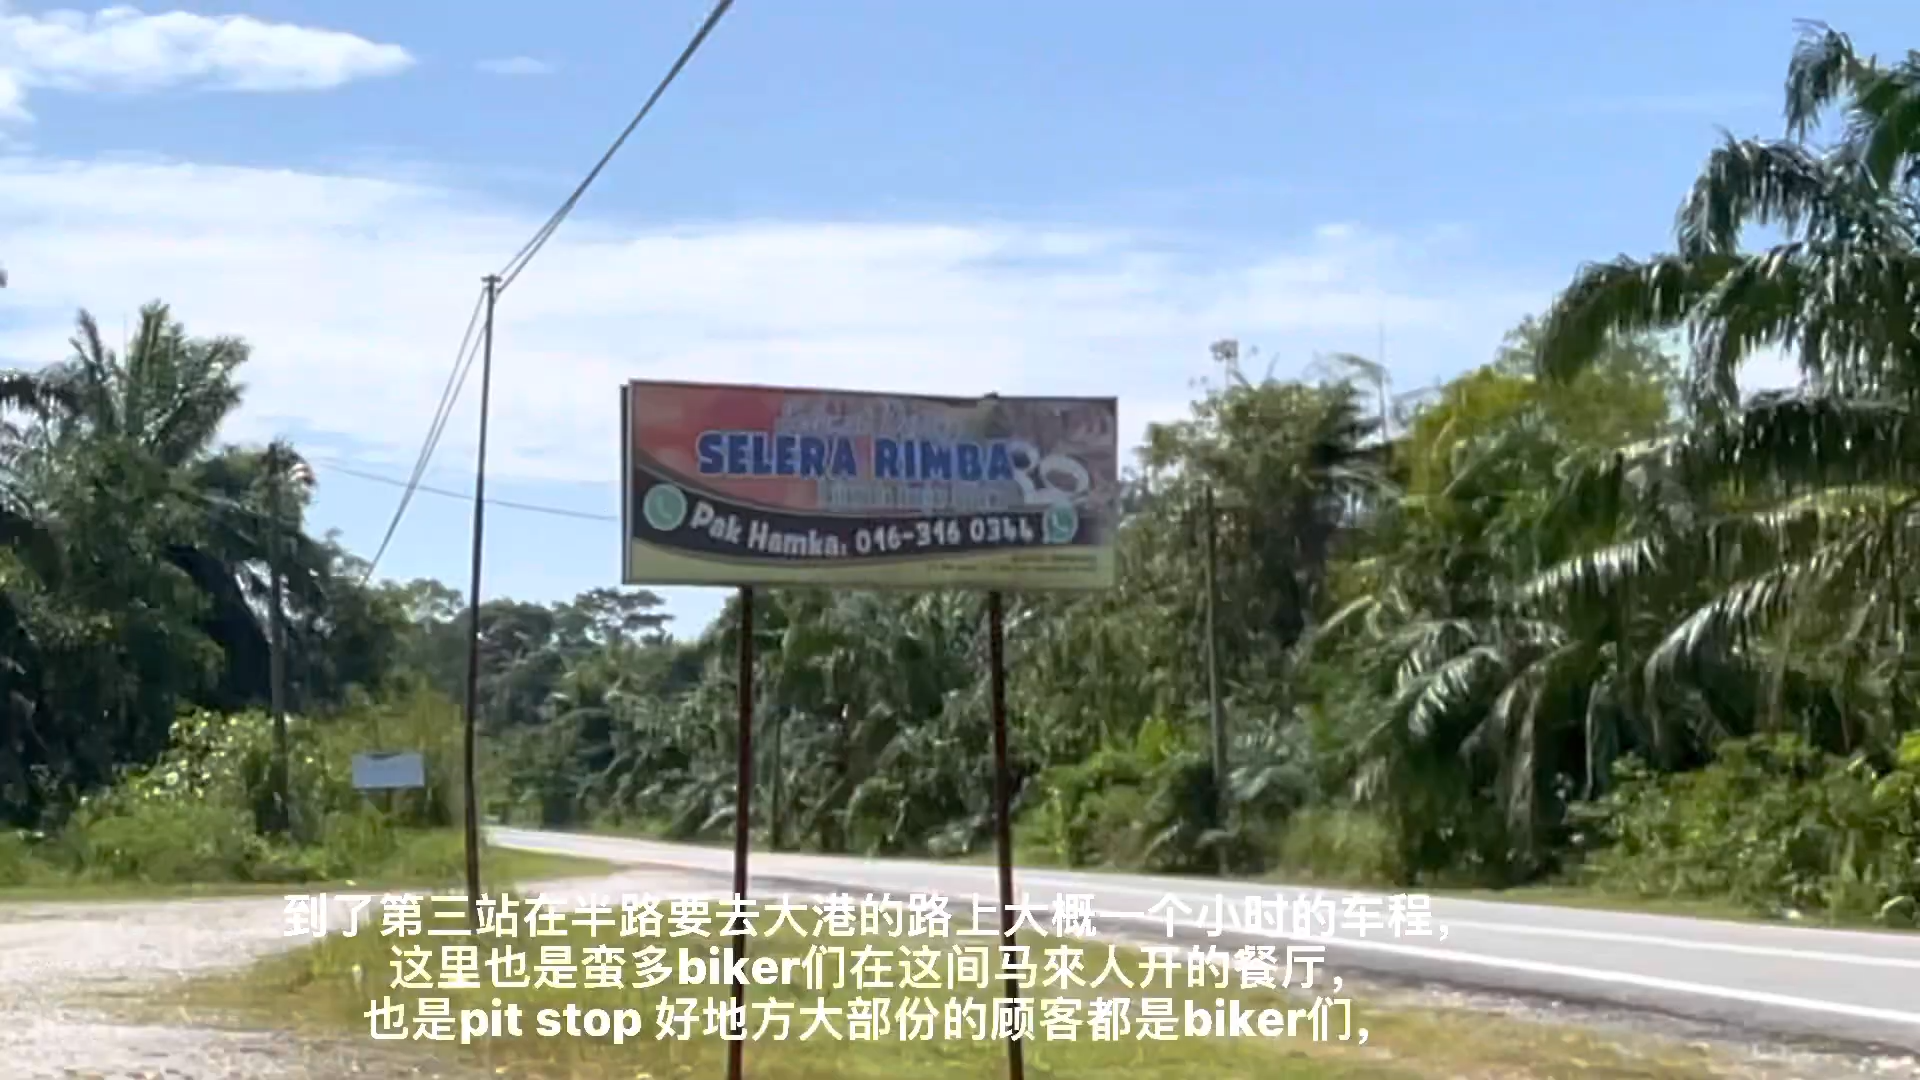 SELERA RIMBA
Pak Hamka: 016-316 0344
到了第三站在半路要去大港的路上大概一个小时的车程，
这里也是蛮多biker们在这间马來人开的餐厅，
也是pit stop 好地方大部份的顾客都是biker们，